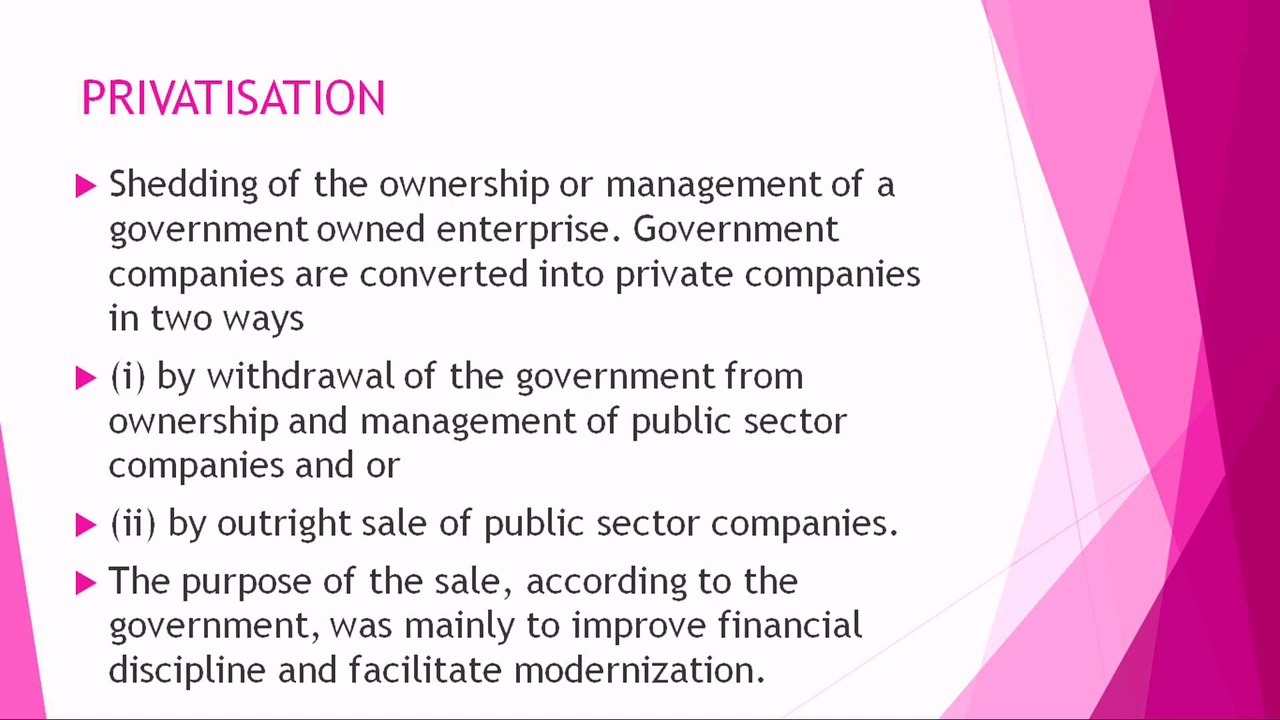 PRIVATISATION
Shedding of the ownership or management of a
government owned enterprise. Government
companies are converted into private companies
in two ways
(i) by withdrawal of the government from
ownership and management of public sector
companies and or
(ii) by outright sale of public sector companies.
The purpose of the sale, according to the
government, was mainly to improve financial
discipline and facilitate modernization.